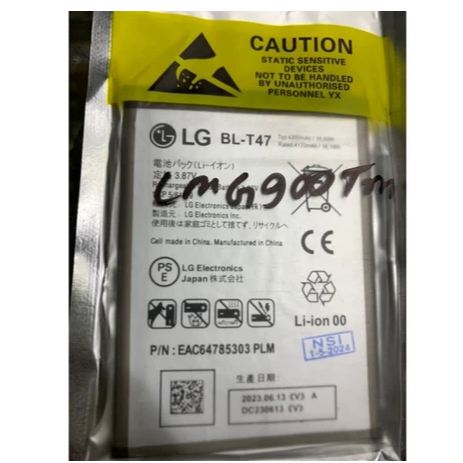 CAUTION
STATIC SENSITIVE
DEVICES
NOT TO BE HANDLED
BY UNAUTHORISED
PERSONNEL YX
LG BL-T47
電池パック(Li-イオン)
3.87V
LMG900TM
LG Electronics Inc.
使用後は家庭ゴミとして捨てず、リサイクルへ
Cell made in China, Manufactured in China
CE
PS
E
LG Electronics
Japan 株式会社
Li-ion 00
P/N : EAC64785303 PLM
NSI
1-5-2024
生産日期
2023.06.13 (V) A
DC230613 (V)